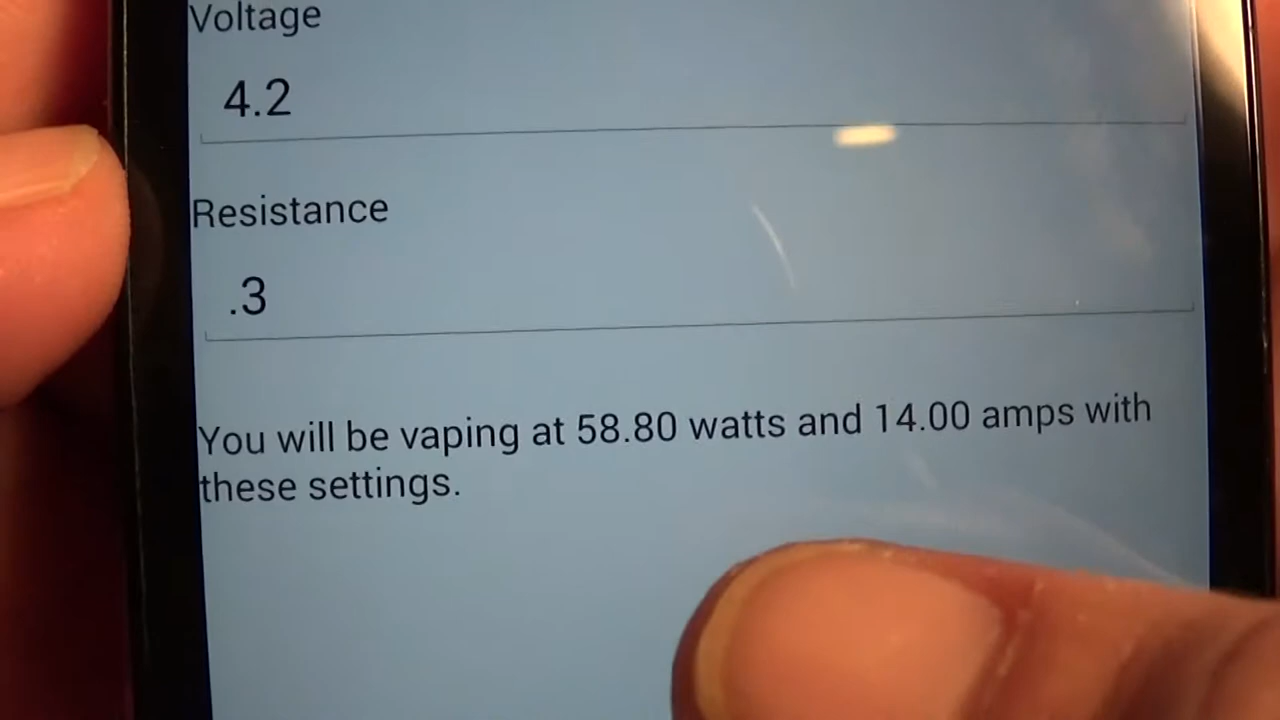 Voltage
4.2
Resistance
.3
You will be vaping at 58.80 watts and 14.00 amps with
these settings.